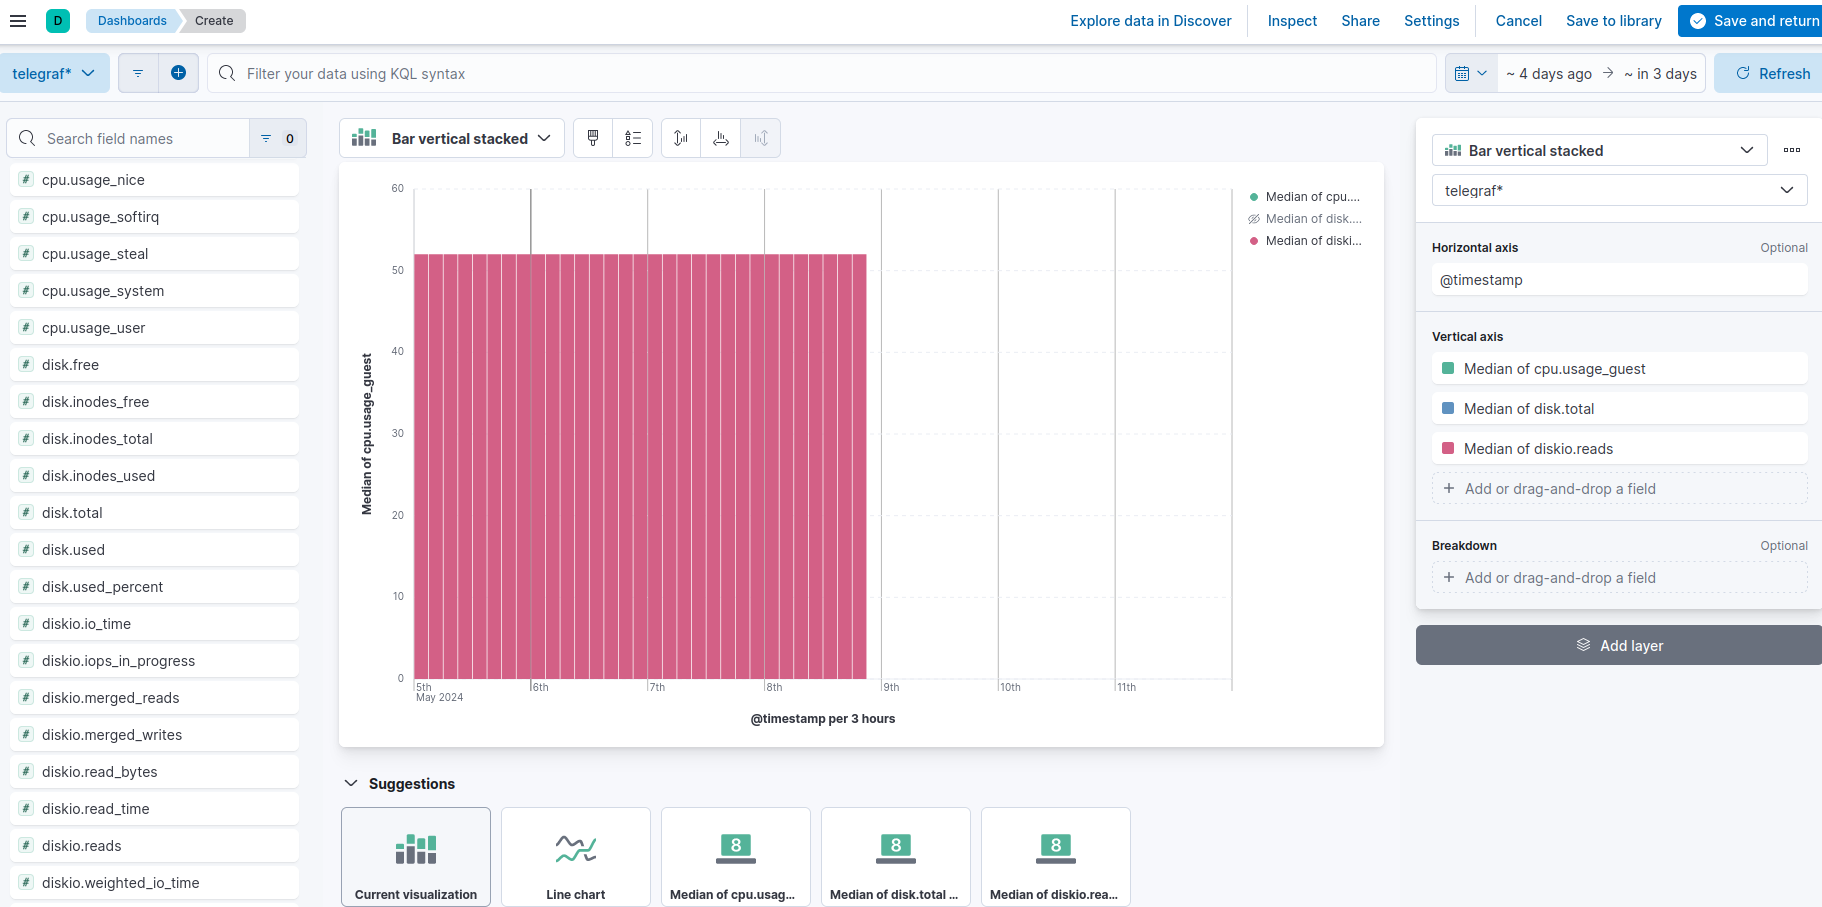 D Dashboards Create Explore data in Discover Inspect Share Settings Cancel Save to library Save and return
telegraf* Filter your data using KQL syntax ~ 4 days ago → ~ in 3 days Refresh
Search field names 0
cpu.usage_nice
cpu.usage_softirq
cpu.usage_steal
cpu.usage_system
cpu.usage_user
disk.free
disk.inodes_free
disk.inodes_total
disk.inodes_used
disk.total
disk.used
disk.used_percent
diskio.io_time
diskio.iops_in_progress
diskio.merged_reads
diskio.merged_writes
diskio.read_bytes
diskio.read_time
diskio.reads
diskio.weighted_io_time
Bar vertical stacked
60
50
40
30
20
10
0
Median of cpu.usage_guest
5th 6th 7th 8th 9th 10th 11th
May 2024
@timestamp per 3 hours
Median of cpu....
Median of disk....
Median of diski...
Suggestions
Current visualization
Line chart
8
Median of cpu.usag...
8
Median of disk.total ...
8
Median of diskio.rea...
Bar vertical stacked
telegraf*
Horizontal axis Optional
@timestamp
Vertical axis
Median of cpu.usage_guest
Median of disk.total
Median of diskio.reads
+ Add or drag-and-drop a field
Breakdown Optional
+ Add or drag-and-drop a field
Add layer